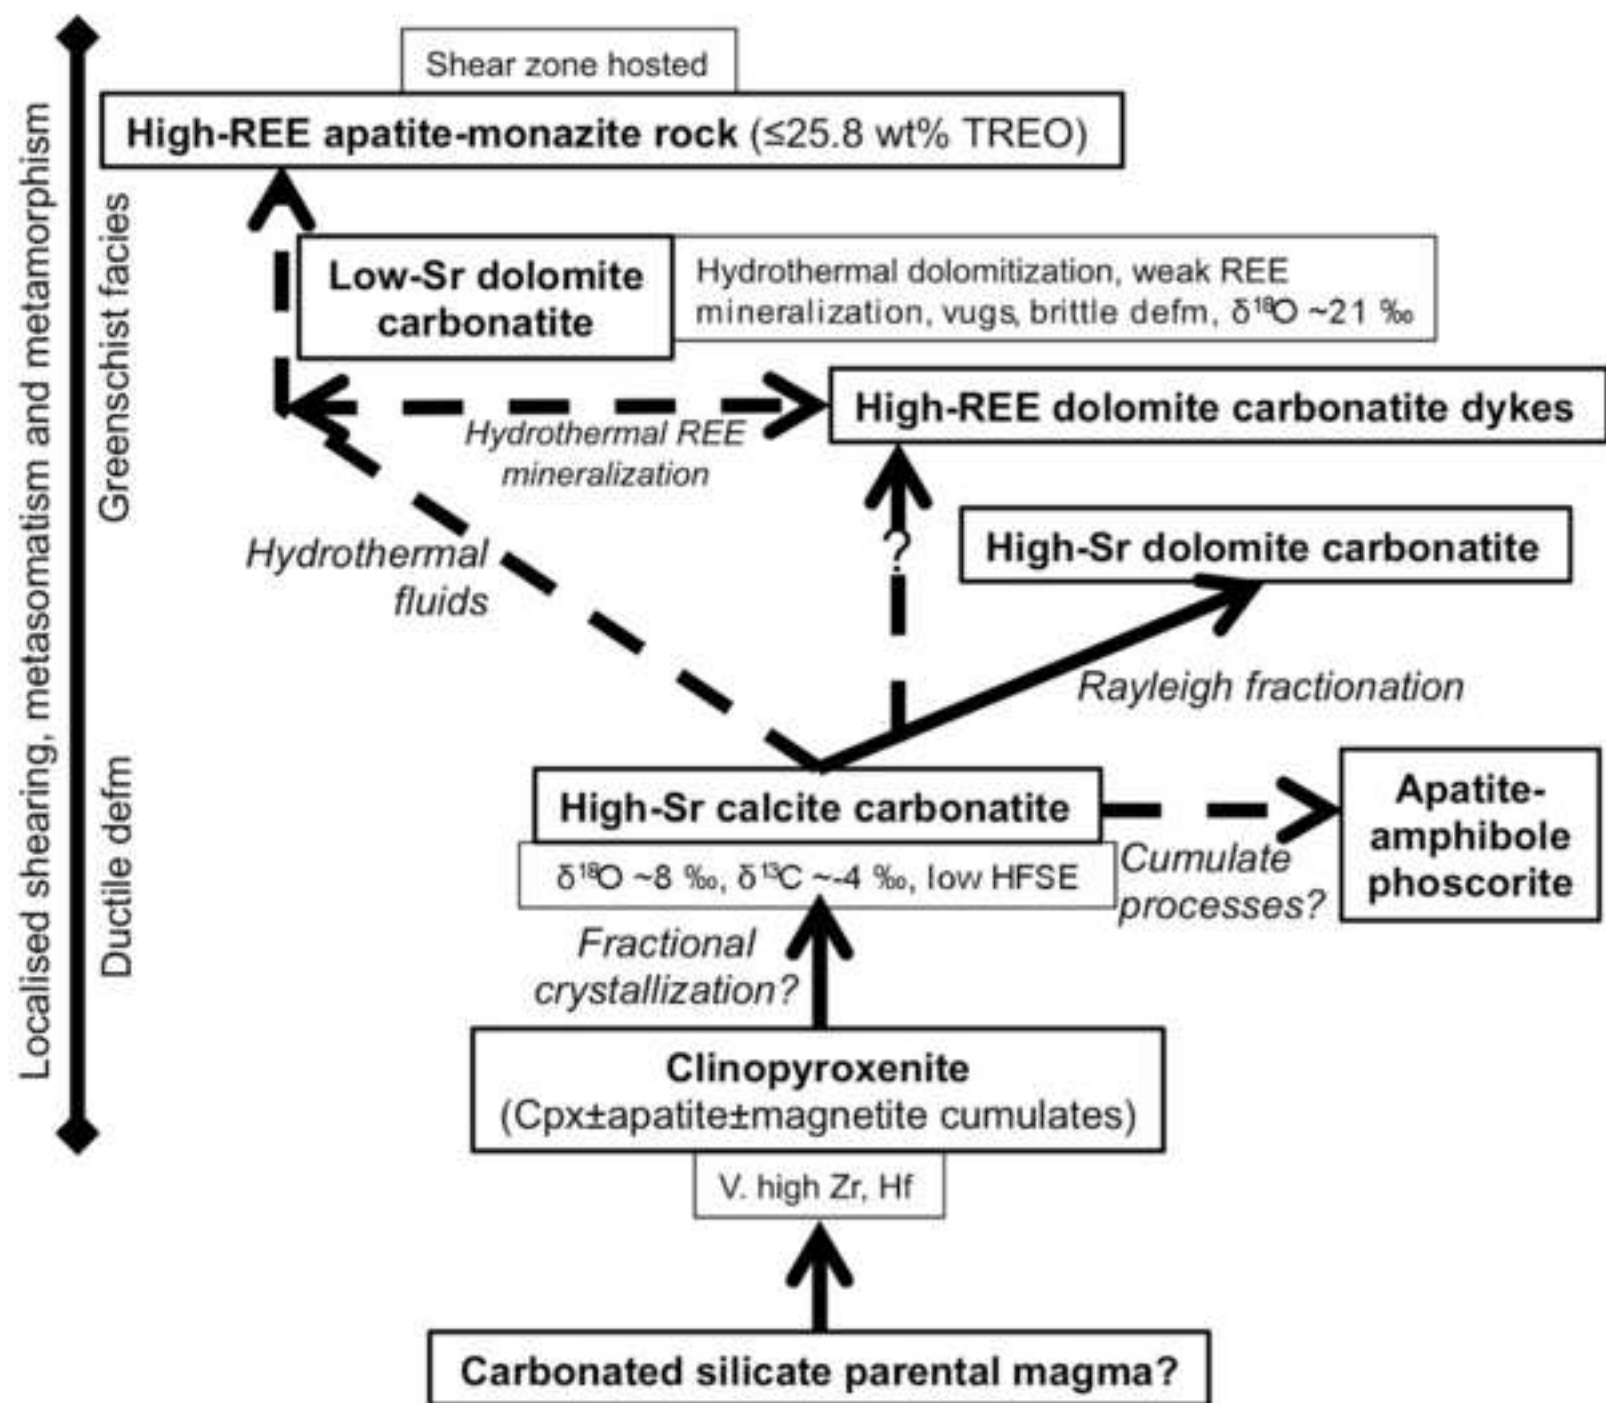 Shear zone hosted
High-REE apatite-monazite rock (≤25.8 wt% TREO)
Localised shearing, metasomatism and metamorphism
Greenschist facies
Ductile defm
Low-Sr dolomite
carbonatite
Hydrothermal dolomitization, weak REE
mineralization, vugs, brittle defm, δ¹⁸O ~21 ‰
High-REE dolomite carbonatite dykes
Hydrothermal REE
mineralization
Hydrothermal
fluids
?
High-Sr dolomite carbonatite
Rayleigh fractionation
High-Sr calcite carbonatite
δ¹⁸O ~8 ‰, δ¹³C ~-4 ‰, low HFSE
Cumulate
processes?
Apatite-
amphibole
phoscorite
Fractional
crystallization?
Clinopyroxenite
(Cpx±apatite±magnetite cumulates)
V. high Zr, Hf
Carbonated silicate parental magma?